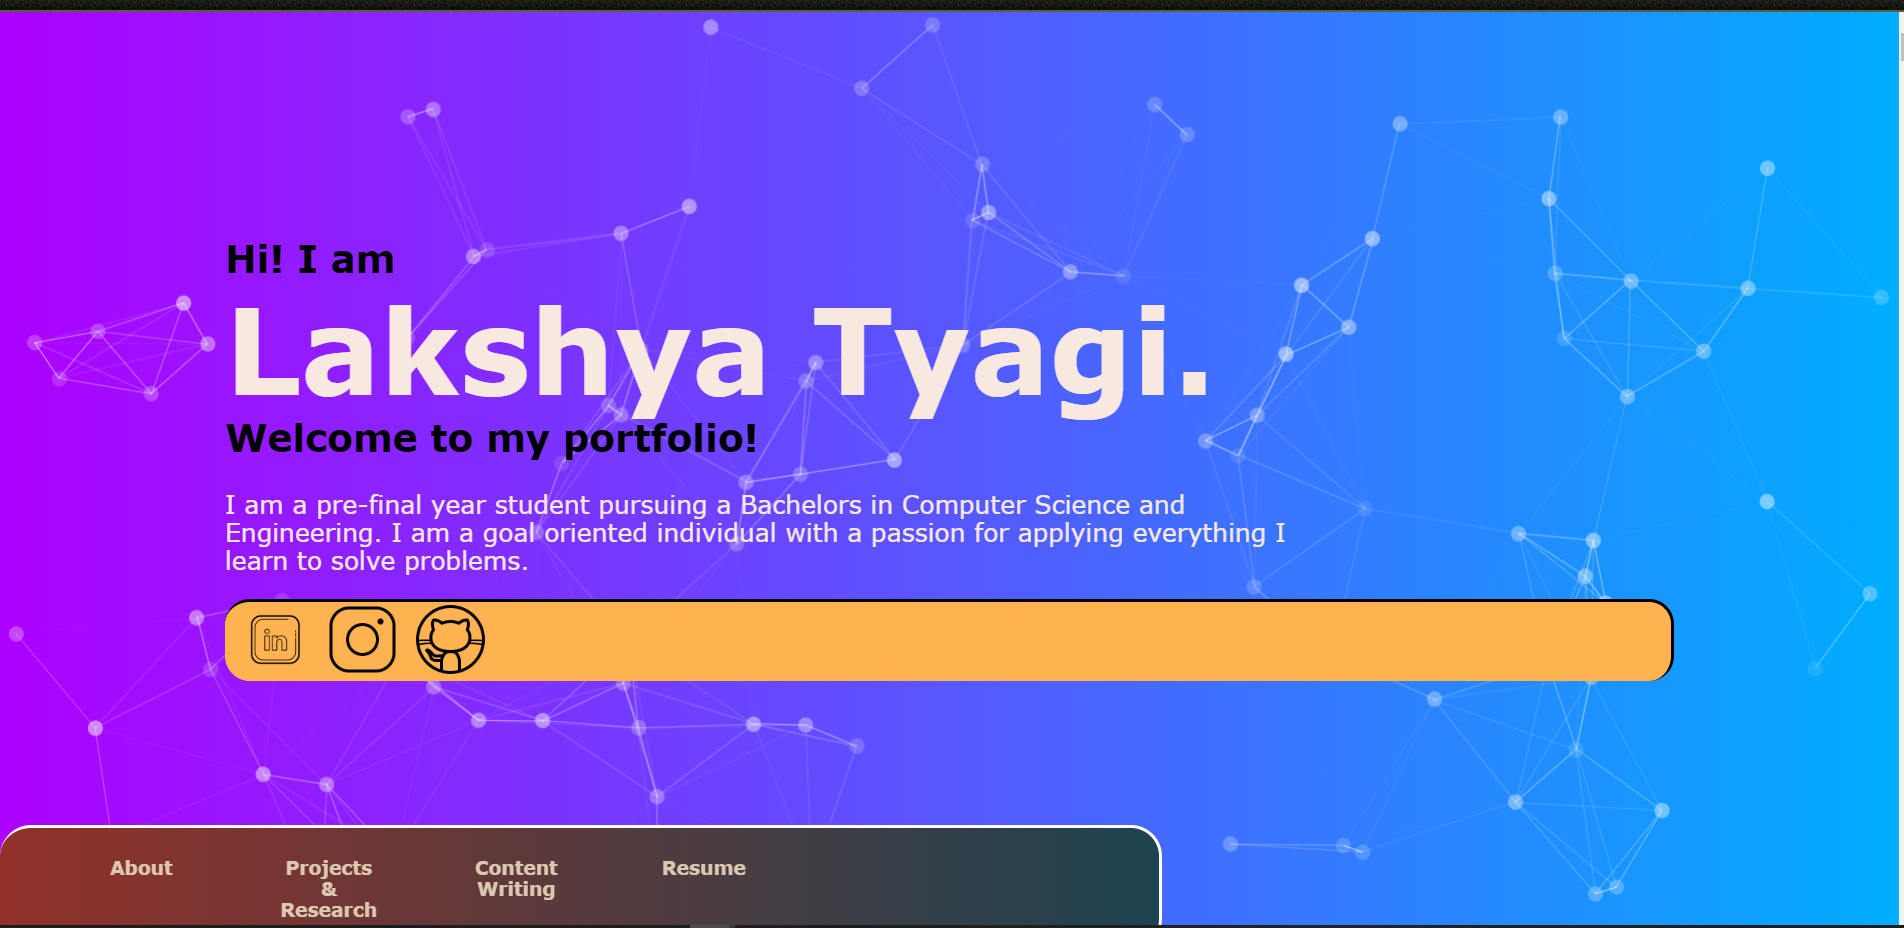 Hi! I am
Lakshya Tyagi.
Welcome to my portfolio!
I am a pre-final year student pursuing a Bachelors in Computer Science and
Engineering. I am a goal oriented individual with a passion for applying everything I
learn to solve problems.
in
About
Projects
&
Research
Content
Writing
Resume